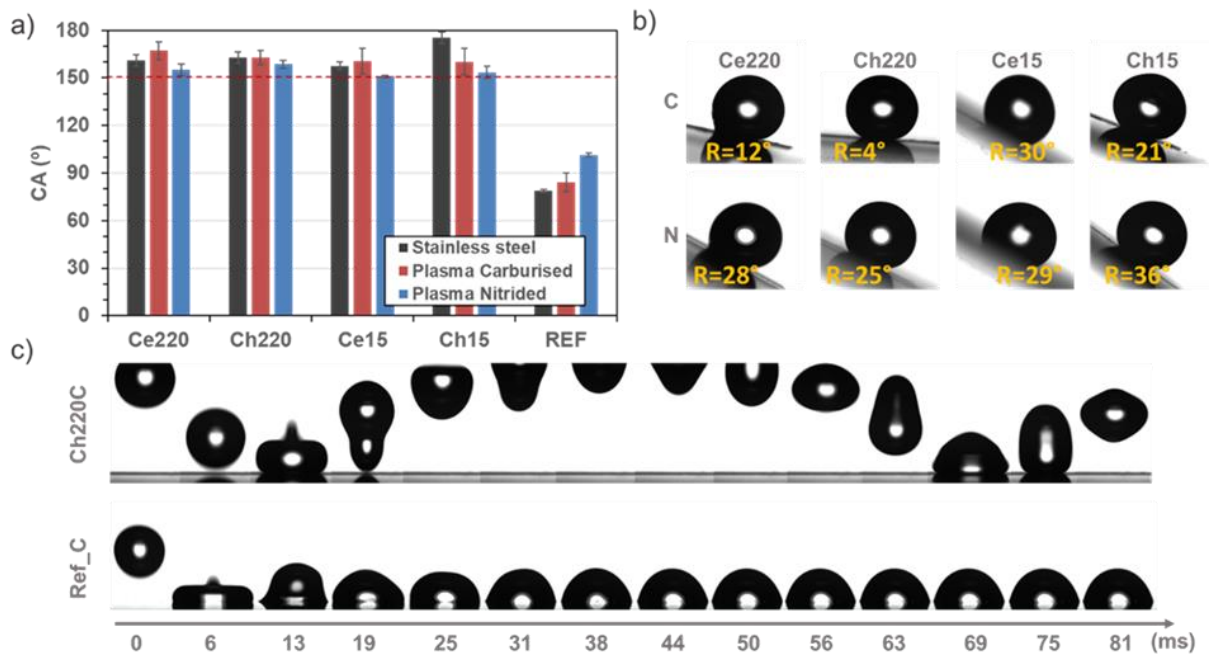 a)
180
150
120
90
60
30
0
CA (°)
Stainless steel
Plasma Carburised
Plasma Nitrided
Ce220 Ch220 Ce15 Ch15 REF
b)
Ce220 Ch220 Ce15 Ch15
C
R=12° R=4° R=30° R=21°
N
R=28° R=25° R=29° R=36°
c)
Ch220C
Ref_C
0 6 13 19 25 31 38 44 50 56 63 69 75 81 (ms)